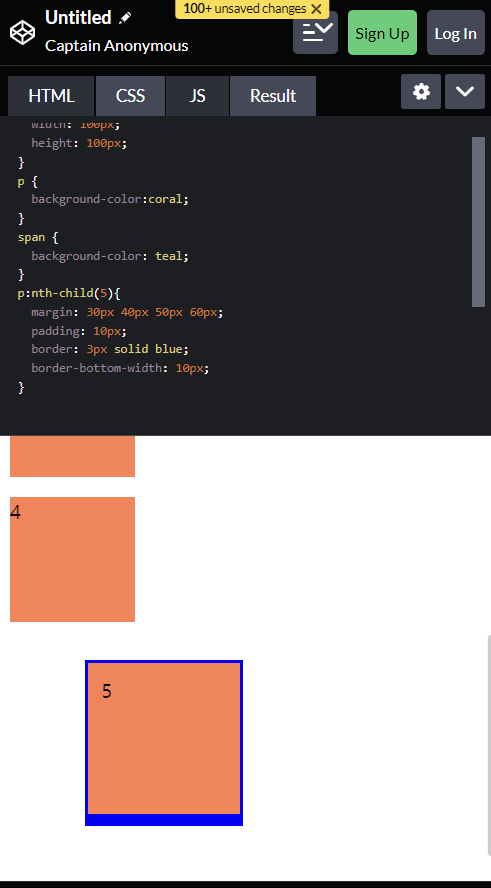 100+ unsaved changes ✕
Untitled
Captain Anonymous
Sign Up
Log In
HTML CSS JS Result
width: 100px;
height: 100px;
}
p {
background-color:coral;
}
span {
background-color: teal;
}
p:nth-child(5){
margin: 30px 40px 50px 60px;
padding: 10px;
border: 3px solid blue;
border-bottom-width: 10px;
}
4
5